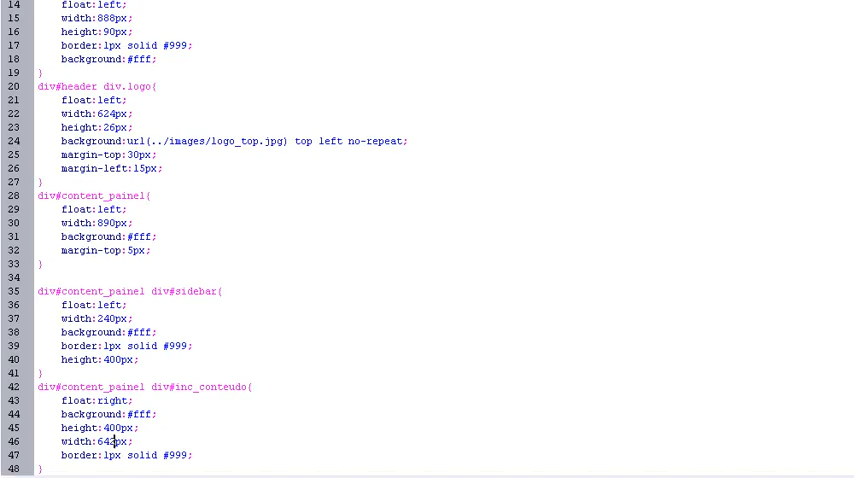 14 float:left;
15 width:888px;
16 height:90px;
17 border:1px solid #999;
18 background:#fff;
19 }
20 div#header div.logo{
21 float:left;
22 width:624px;
23 height:26px;
24 background:url(../images/logo_top.jpg) top left no-repeat;
25 margin-top:30px;
26 margin-left:15px;
27 }
28 div#content_painel{
29 float:left;
30 width:890px;
31 background:#fff;
32 margin-top:5px;
33 }
34
35 div#content_painel div#sidebar{
36 float:left;
37 width:240px;
38 background:#fff;
39 border:1px solid #999;
40 height:400px;
41 }
42 div#content_painel div#inc_conteudo{
43 float:right;
44 background:#fff;
45 height:400px;
46 width:642px;
47 border:1px solid #999;
48 }